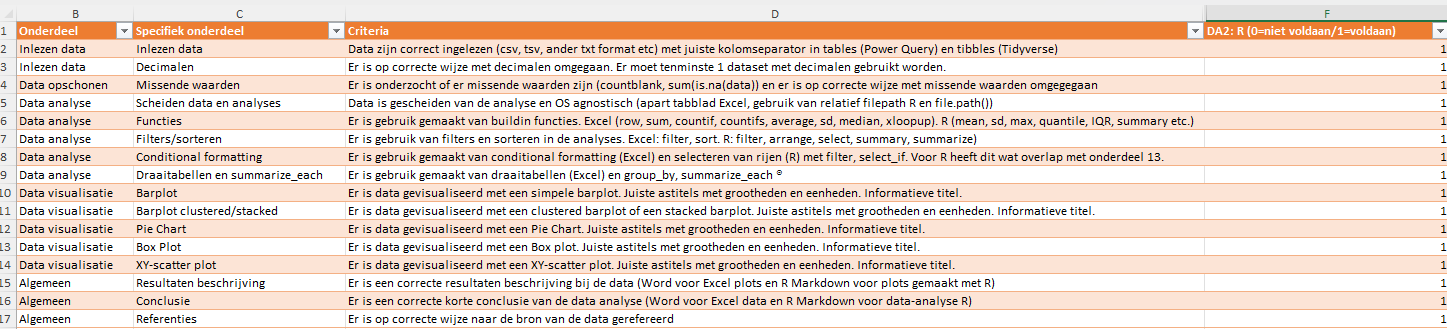 B C D F
1 Onderdeel Specifiek onderdeel Criteria DA2: R (0=niet voldaan/1=voldaan)
2 Inlezen data Inlezen data Data zijn correct ingelezen (csv, tsv, ander txt format etc) met juiste kolomseparator in tables (Power Query) en tibbles (Tidyverse) 1
3 Inlezen data Decimalen Er is op correcte wijze met decimalen omgegaan. Er moet tenminste 1 dataset met decimalen gebruikt worden. 1
4 Data opschonen Missende waarden Er is onderzocht of er missende waarden zijn (countblank, sum(is.na(data)) en er is op correcte wijze met missende waarden omgegegaan 1
5 Data analyse Scheiden data en analyses Data is gescheiden van de analyse en OS agnostisch (apart tabblad Excel, gebruik van relatief filepath R en file.path()) 1
6 Data analyse Functies Er is gebruik gemaakt van buildin functies. Excel (row, sum, countif, countifs, average, sd, median, xloopup). R (mean, sd, max, quantile, IQR, summary etc.) 1
7 Data analyse Filters/sorteren Er is gebruik van filters en sorteren in de analyses. Excel: filter, sort. R: filter, arrange, select, summary, summarize) 1
8 Data analyse Conditional formatting Er is gebruik gemaakt van conditional formatting (Excel) en selecteren van rijen (R) met filter, select_if. Voor R heeft dit wat overlap met onderdeel 13. 1
9 Data analyse Draaitabellen en summarize_each Er is gebruik gemaakt van draaitabellen (Excel) en group_by, summarize_each ® 1
10 Data visualisatie Barplot Er is data gevisualiseerd met een simpele barplot. Juiste astitels met grootheden en eenheden. Informatieve titel. 1
11 Data visualisatie Barplot clustered/stacked Er is data gevisualiseerd met een clustered barplot of een stacked barplot. Juiste astitels met grootheden en eenheden. Informatieve titel. 1
12 Data visualisatie Pie Chart Er is data gevisualiseerd met een Pie Chart. Juiste astitels met grootheden en eenheden. Informatieve titel. 1
13 Data visualisatie Box Plot Er is data gevisualiseerd met een Box plot. Juiste astitels met grootheden en eenheden. Informatieve titel. 1
14 Data visualisatie XY-scatter plot Er is data gevisualiseerd met een XY-scatter plot. Juiste astitels met grootheden en eenheden. Informatieve titel. 1
15 Algemeen Resultaten beschrijving Er is een correcte resultaten beschrijving bij de data (Word voor Excel plots en R Markdown voor plots gemaakt met R) 1
16 Algemeen Conclusie Er is een correcte korte conclusie van de data analyse (Word voor Excel data en R Markdown voor data-analyse R) 1
17 Algemeen Referenties Er is op correcte wijze naar de bron van de data gerefereerd 1